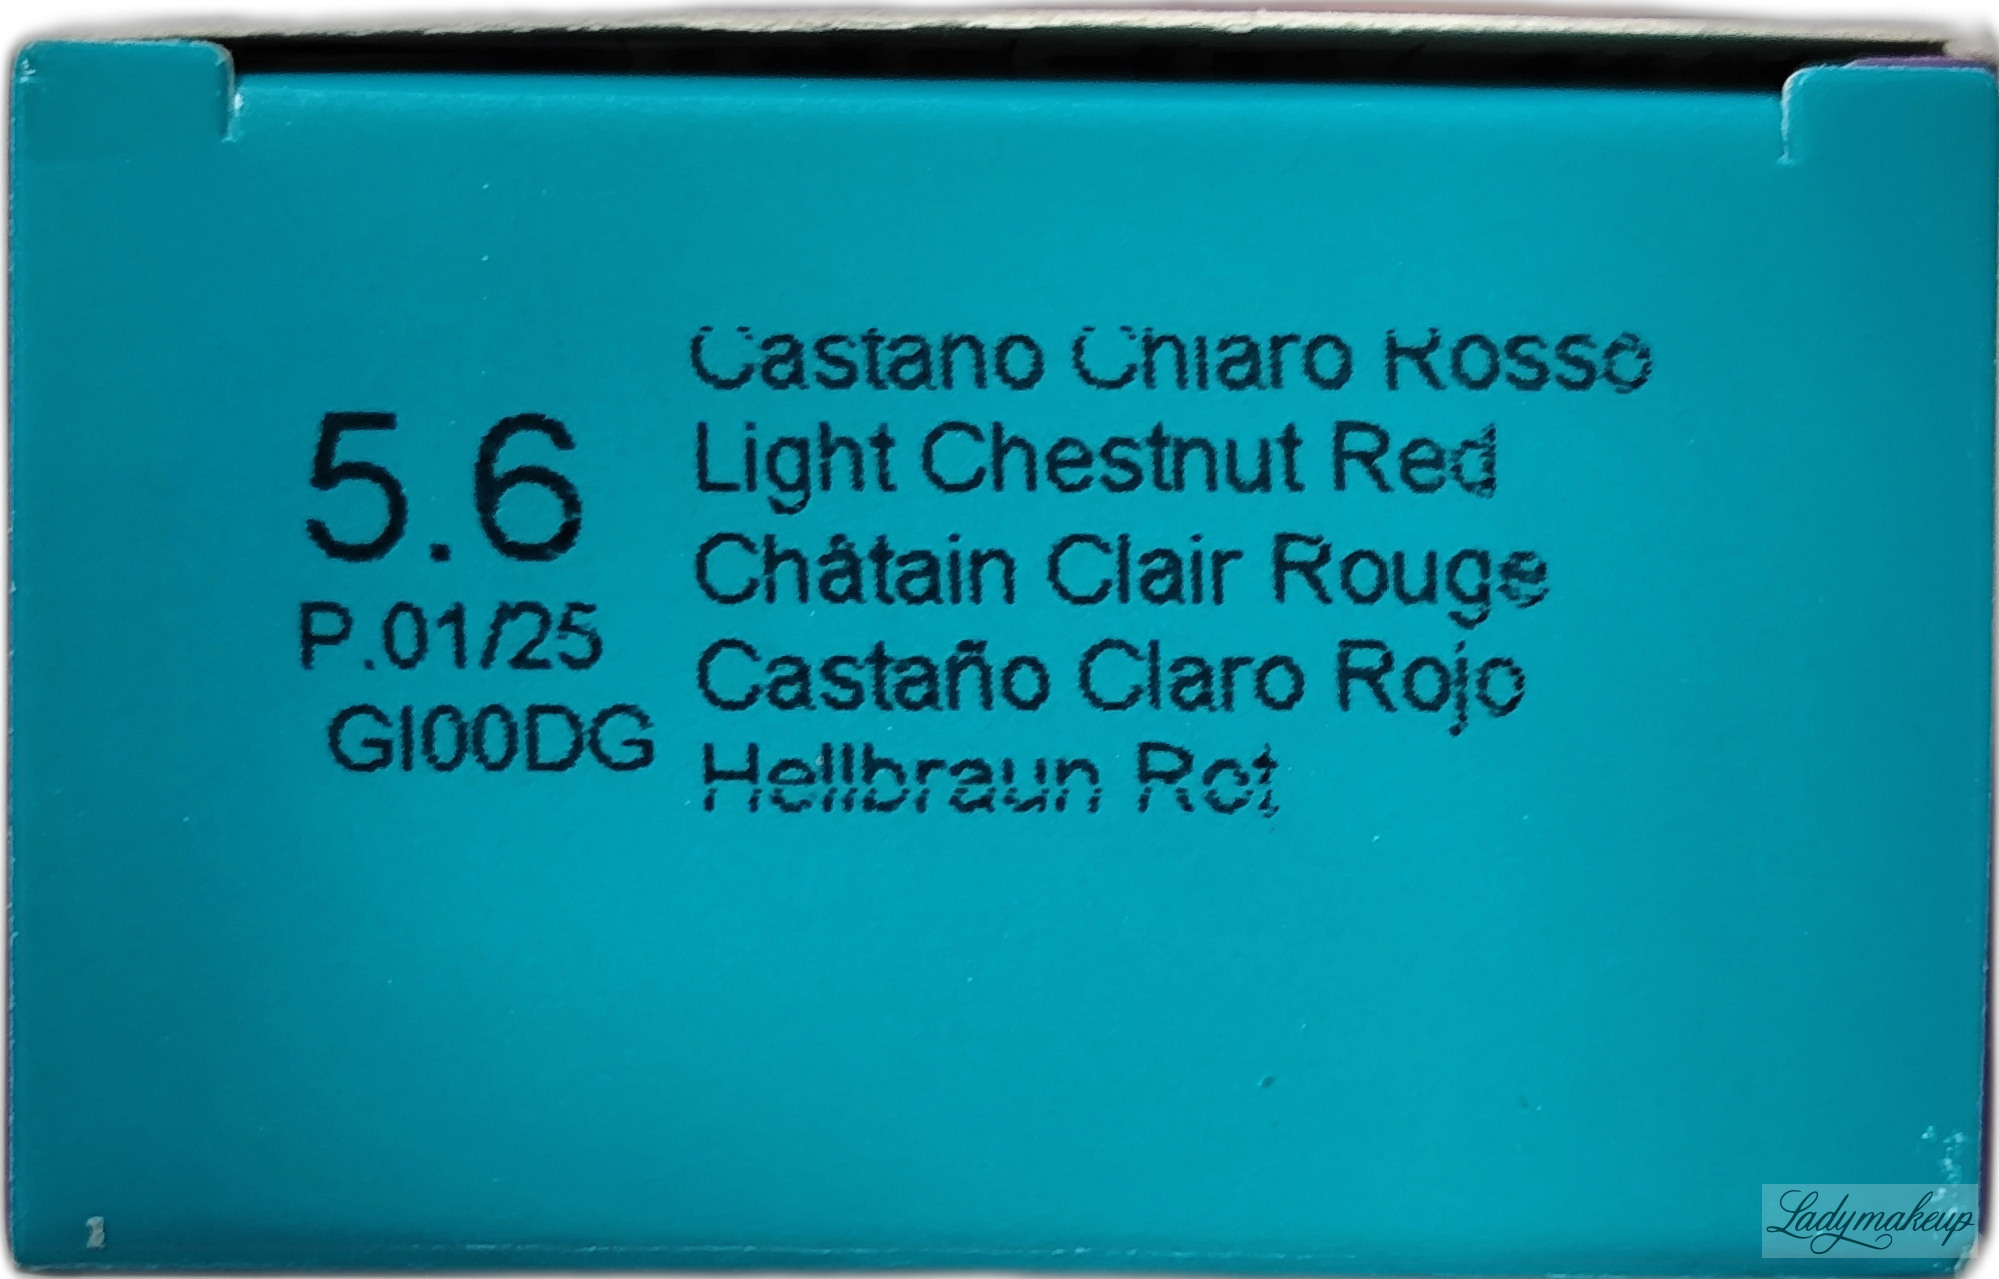 5.6
P.01/25
GI00DG
Castano Chiaro Rosso
Light Chestnut Red
Châtain Clair Rouge
Castaño Claro Rojo
Hellbraun Rot
1
Ladymakeup